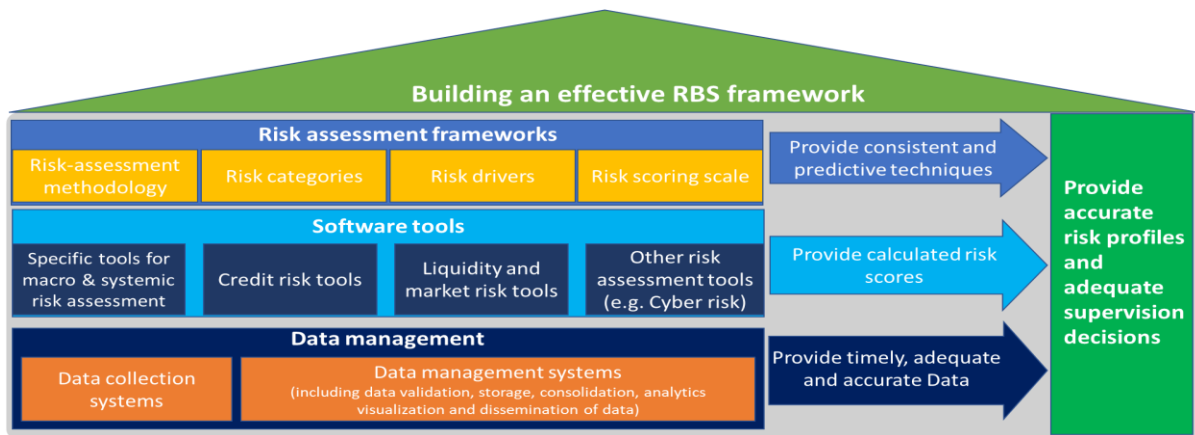 Building an effective RBS framework
Risk assessment frameworks
Risk-assessment
methodology
Risk categories
Risk drivers
Risk scoring scale
Provide consistent and
predictive techniques
Software tools
Specific tools for
macro & systemic
risk assessment
Credit risk tools
Liquidity and
market risk tools
Other risk
assessment tools
(e.g. Cyber risk)
Provide calculated risk
scores
Data management
Data collection
systems
Data management systems
(including data validation, storage, consolidation, analytics
visualization and dissemination of data)
Provide timely, adequate
and accurate Data
Provide
accurate
risk profiles
and
adequate
supervision
decisions